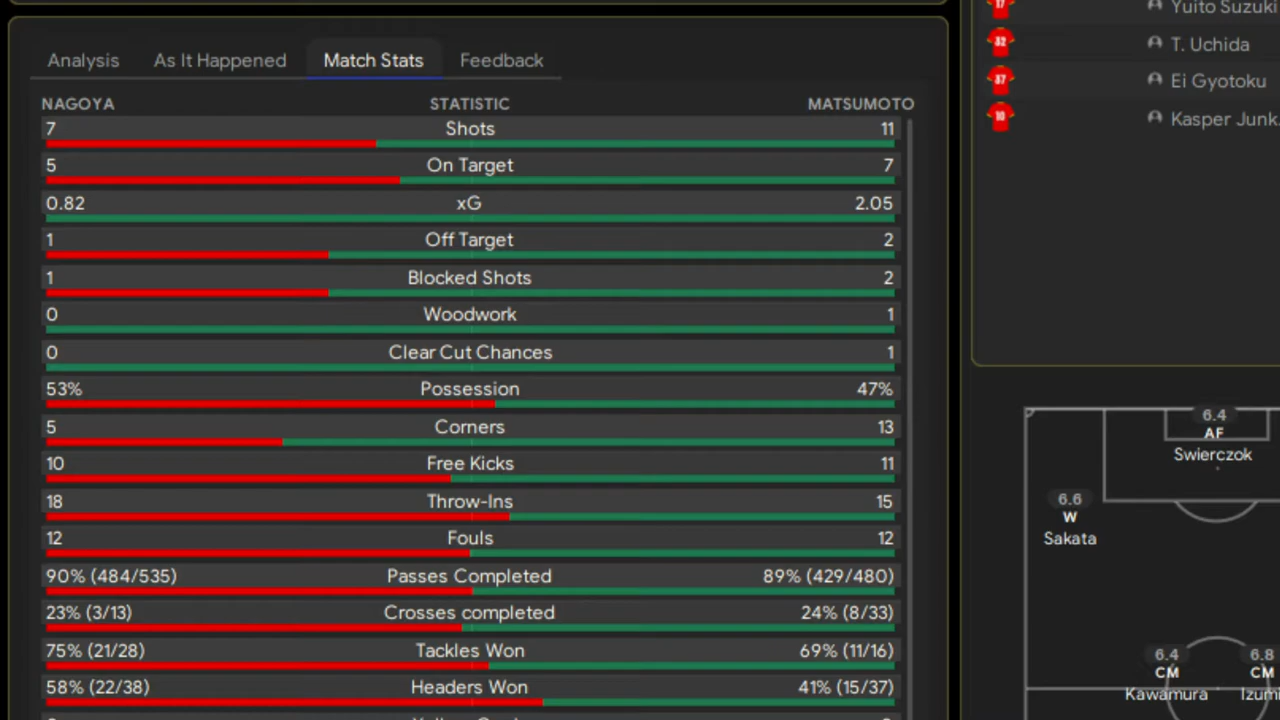 Analysis As It Happened Match Stats Feedback
NAGOYA STATISTIC MATSUMOTO
7 Shots 11
5 On Target 7
0.82 xG 2.05
1 Off Target 2
1 Blocked Shots 2
0 Woodwork 1
0 Clear Cut Chances 1
53% Possession 47%
5 Corners 13
10 Free Kicks 11
18 Throw-Ins 15
12 Fouls 12
90% (484/535) Passes Completed 89% (429/480)
23% (3/13) Crosses completed 24% (8/33)
75% (21/28) Tackles Won 69% (11/16)
58% (22/38) Headers Won 41% (15/37)
17 Yuito Suzuki
32 T. Uchida
37 Ei Gyotoku
10 Kasper Junk.
6.4
AF
Swierczok
6.6
W
Sakata
6.4 6.8
CM CM
Kawamura Izumi